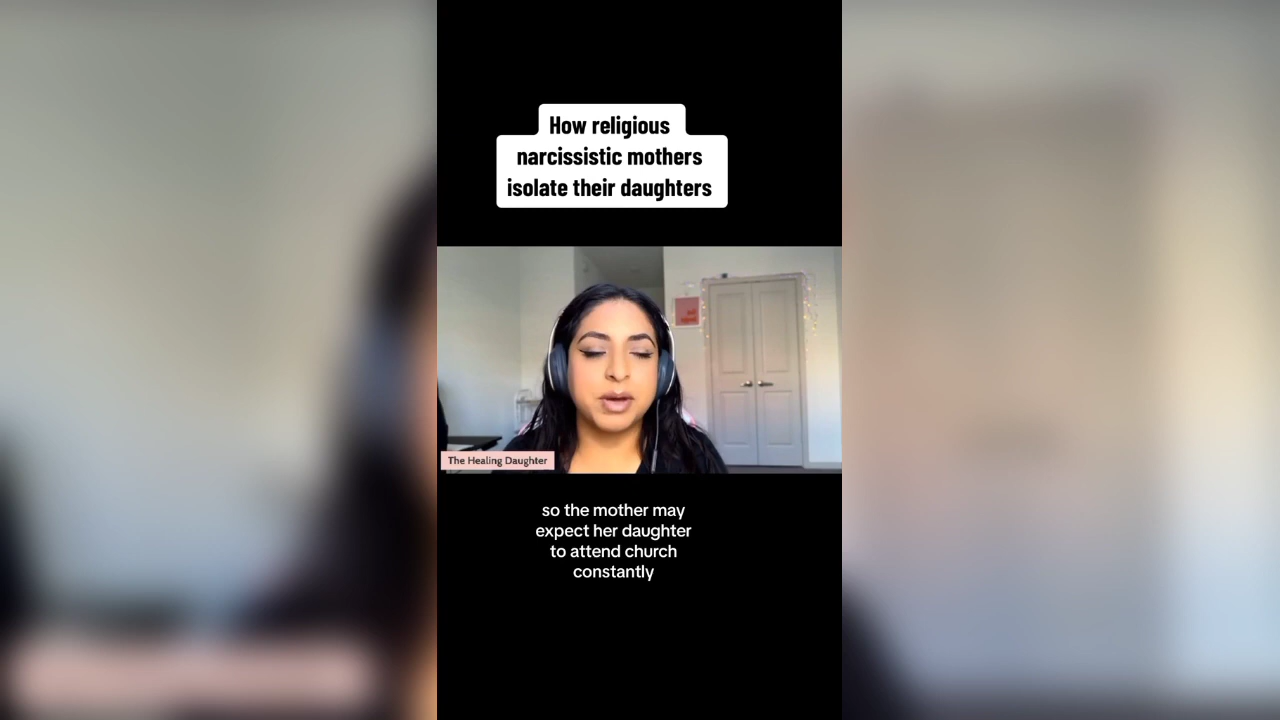 How religious
narcissistic mothers
isolate their daughters
The Healing Daughter
so the mother may
expect her daughter
to attend church
constantly